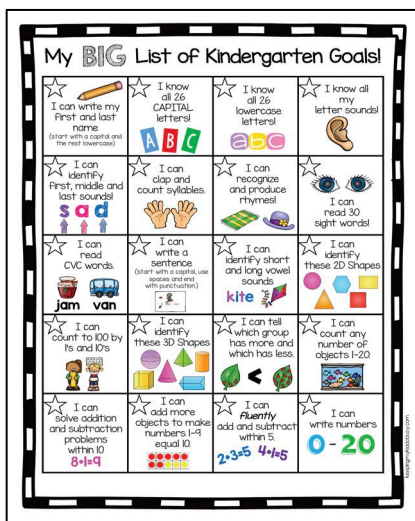 My BIG List of Kindergarten Goals!
I can write my
first and last
name
(start with a capital and
the rest lowercase)
I know
all 26
CAPITAL
letters!
A B C
I know
all 26
lowercase
letters!
abc
I know all
my
letter sounds!
I can
identify
first, middle and
last sounds!
sad
I can
clap and
count syllables.
I can
recognize
and produce
rhymes!
I can
read 30
sight words!
I can
read
CVC words.
jam van
I can
write a
sentence
(start with a capital, use
spaces and end
with punctuation.)
I can
identify short
and long vowel
sounds
kite
I can
identify
these 2D Shapes
I can
count to 100 by
1's and 10's
I can
identify
these 3D Shapes
I can tell
which group
has more and
which has less.
<
I can
count any
number of
objects 1-20.
I can
solve addition
and subtraction
problems
within 10
8+1=9
I can
add more
objects to make
numbers 1-9
equal 10.
I can
Fluently
add and subtract
within 5.
2+3=5 4+1=5
I can
write numbers
0 - 20
keepingmykiddobusy.com